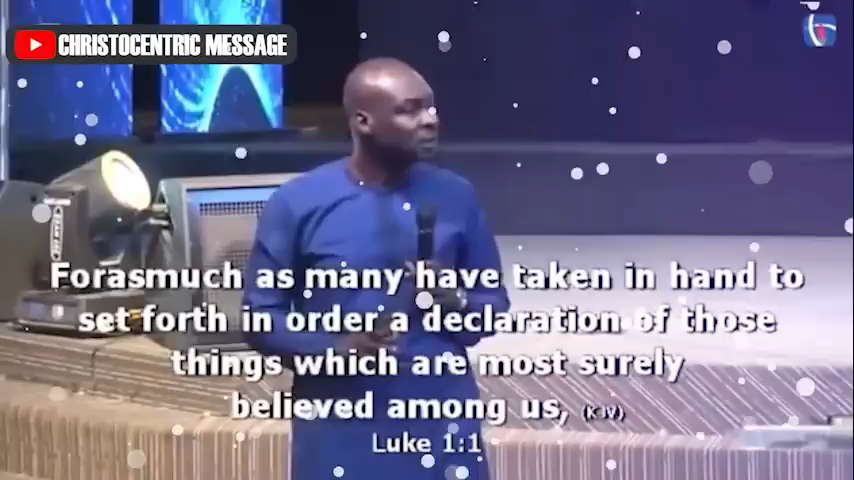 CHRISTOCENTRIC MESSAGE
Forasmuch as many have taken in hand to
set forth in order a declaration of those
things which are most surely
believed among us, (KJV)
Luke 1:1